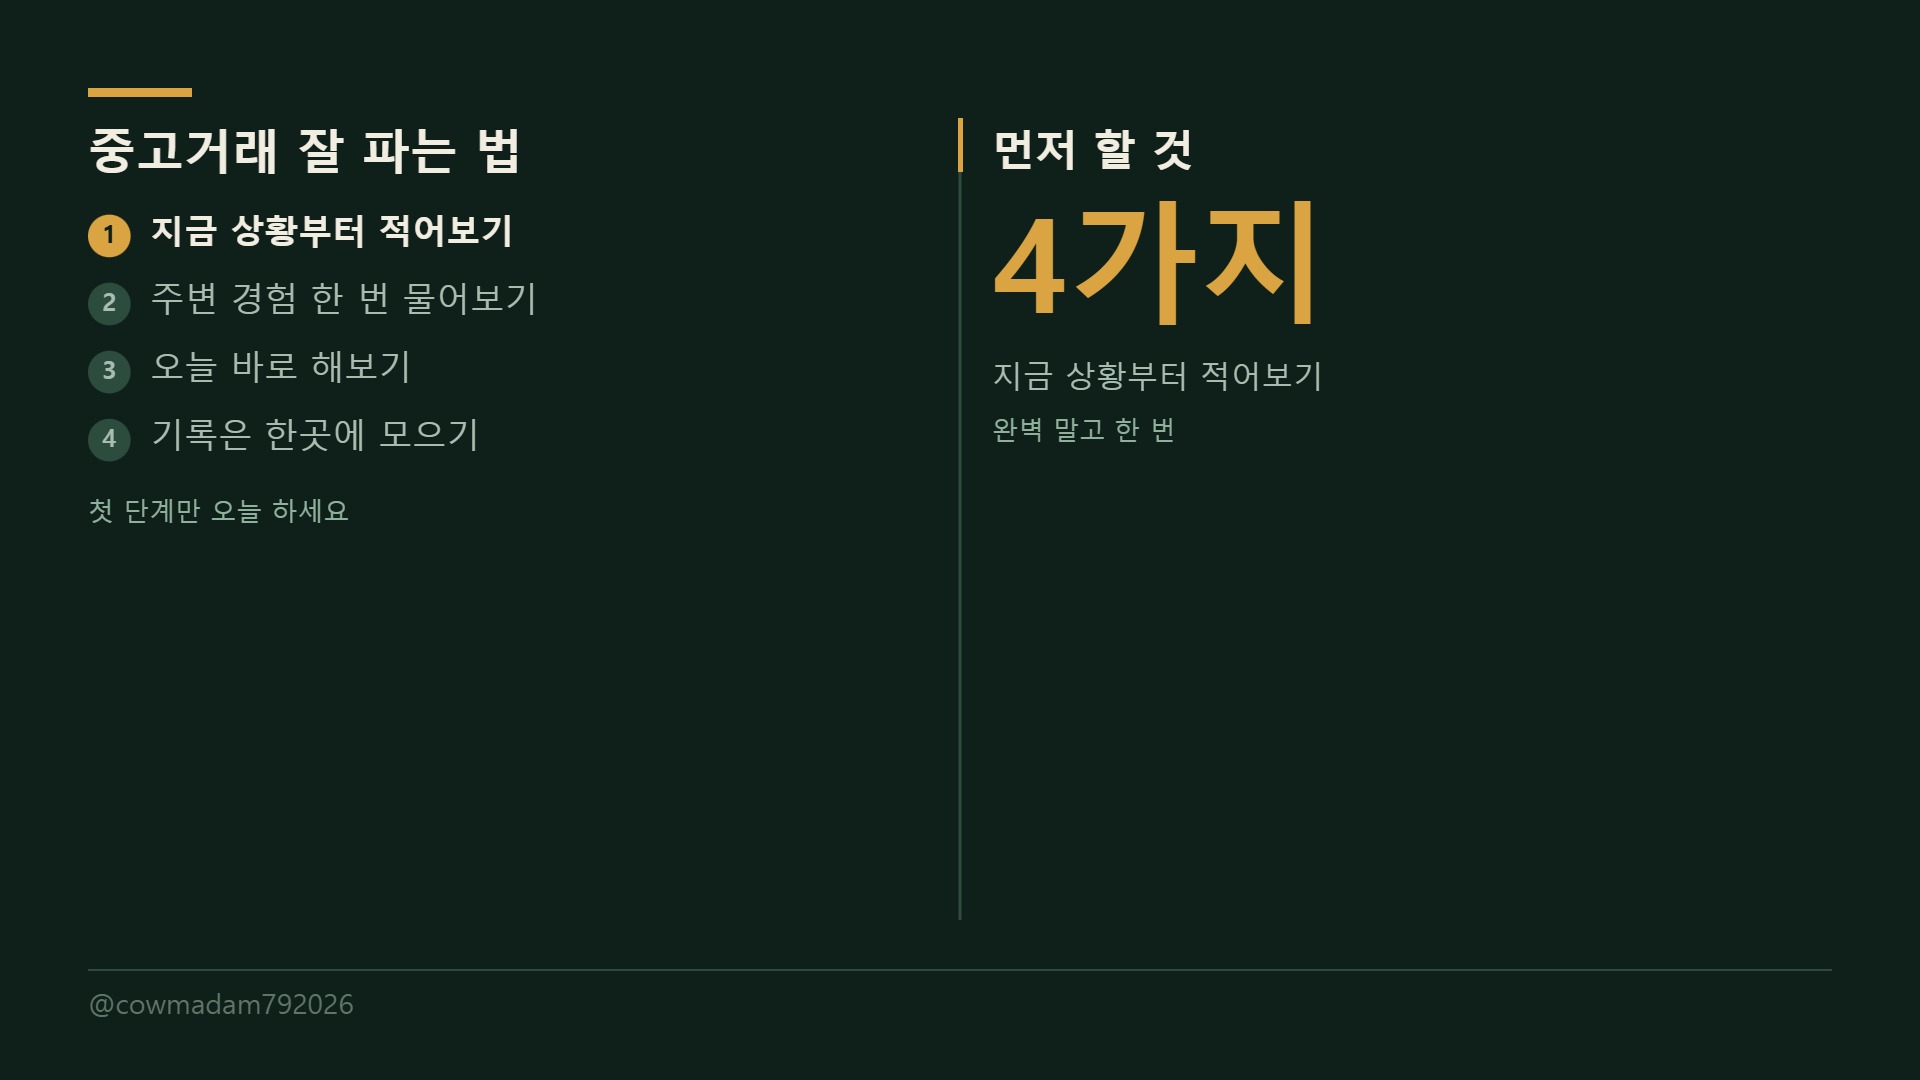 중고거래 잘 파는 법
1 지금 상황부터 적어보기
2 주변 경험 한 번 물어보기
3 오늘 바로 해보기
4 기록은 한곳에 모으기
첫 단계만 오늘 하세요
먼저 할 것
4가지
지금 상황부터 적어보기
완벽 말고 한 번
@cowmadam792026